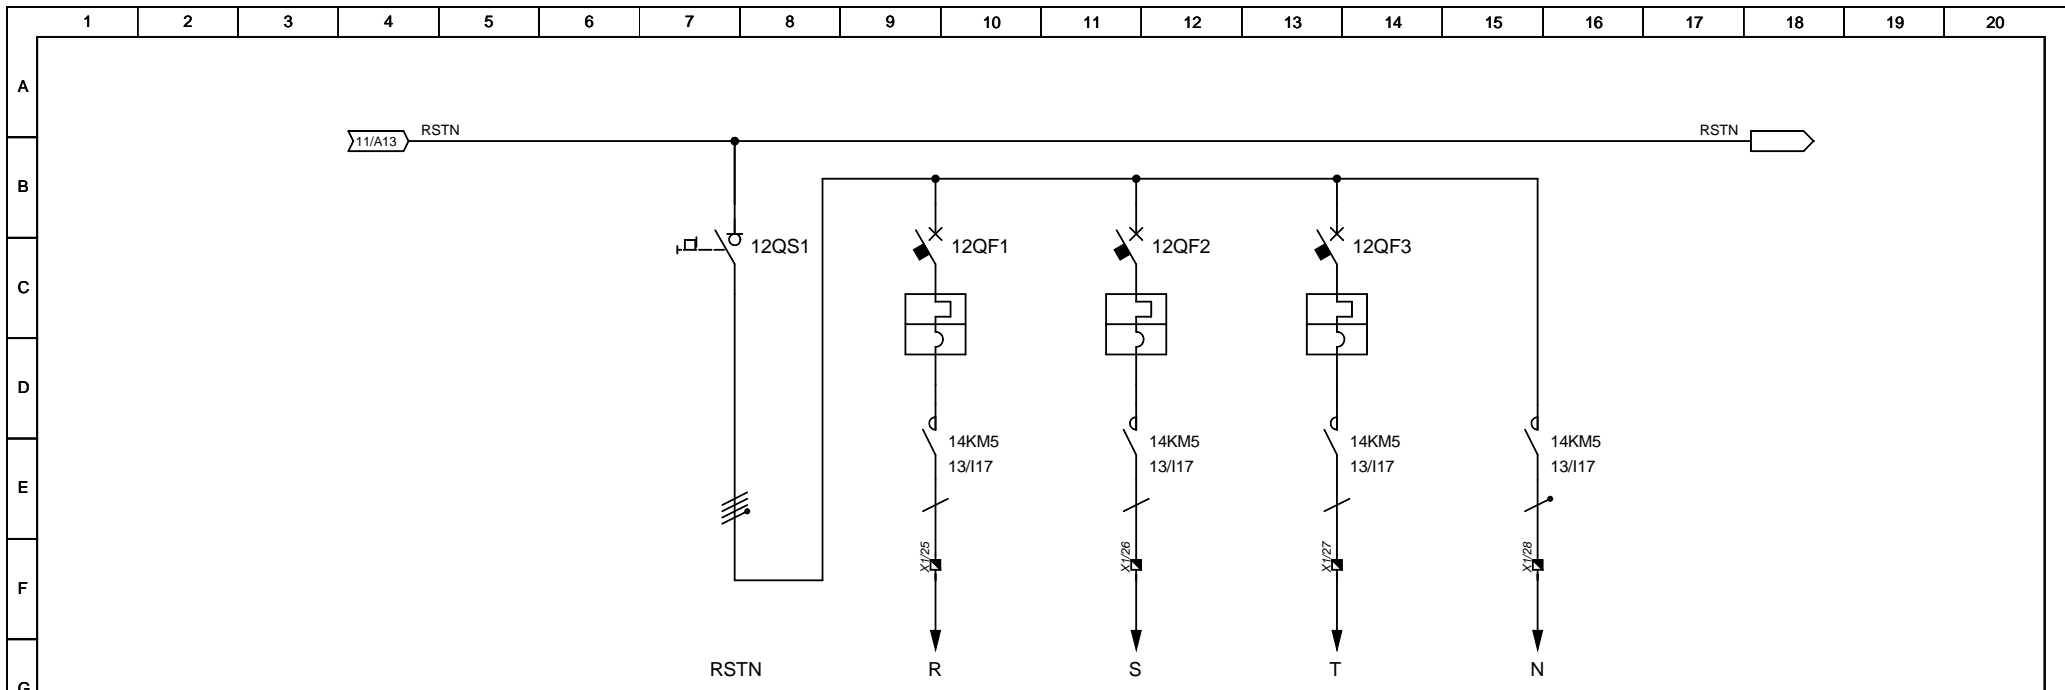 1 2 3 4 5 6 7 8 9 10 11 12 13 14 15 16 17 18 19 20
A
RSTN RSTN
11/A13
B
12QS1 12QF1 12QF2 12QF3
C
D
14KM5 14KM5 14KM5 14KM5
13/I17 13/I17 13/I17 13/I17
E
X1/25 X1/26 X1/27 X1/28
F
RSTN R S T N
G